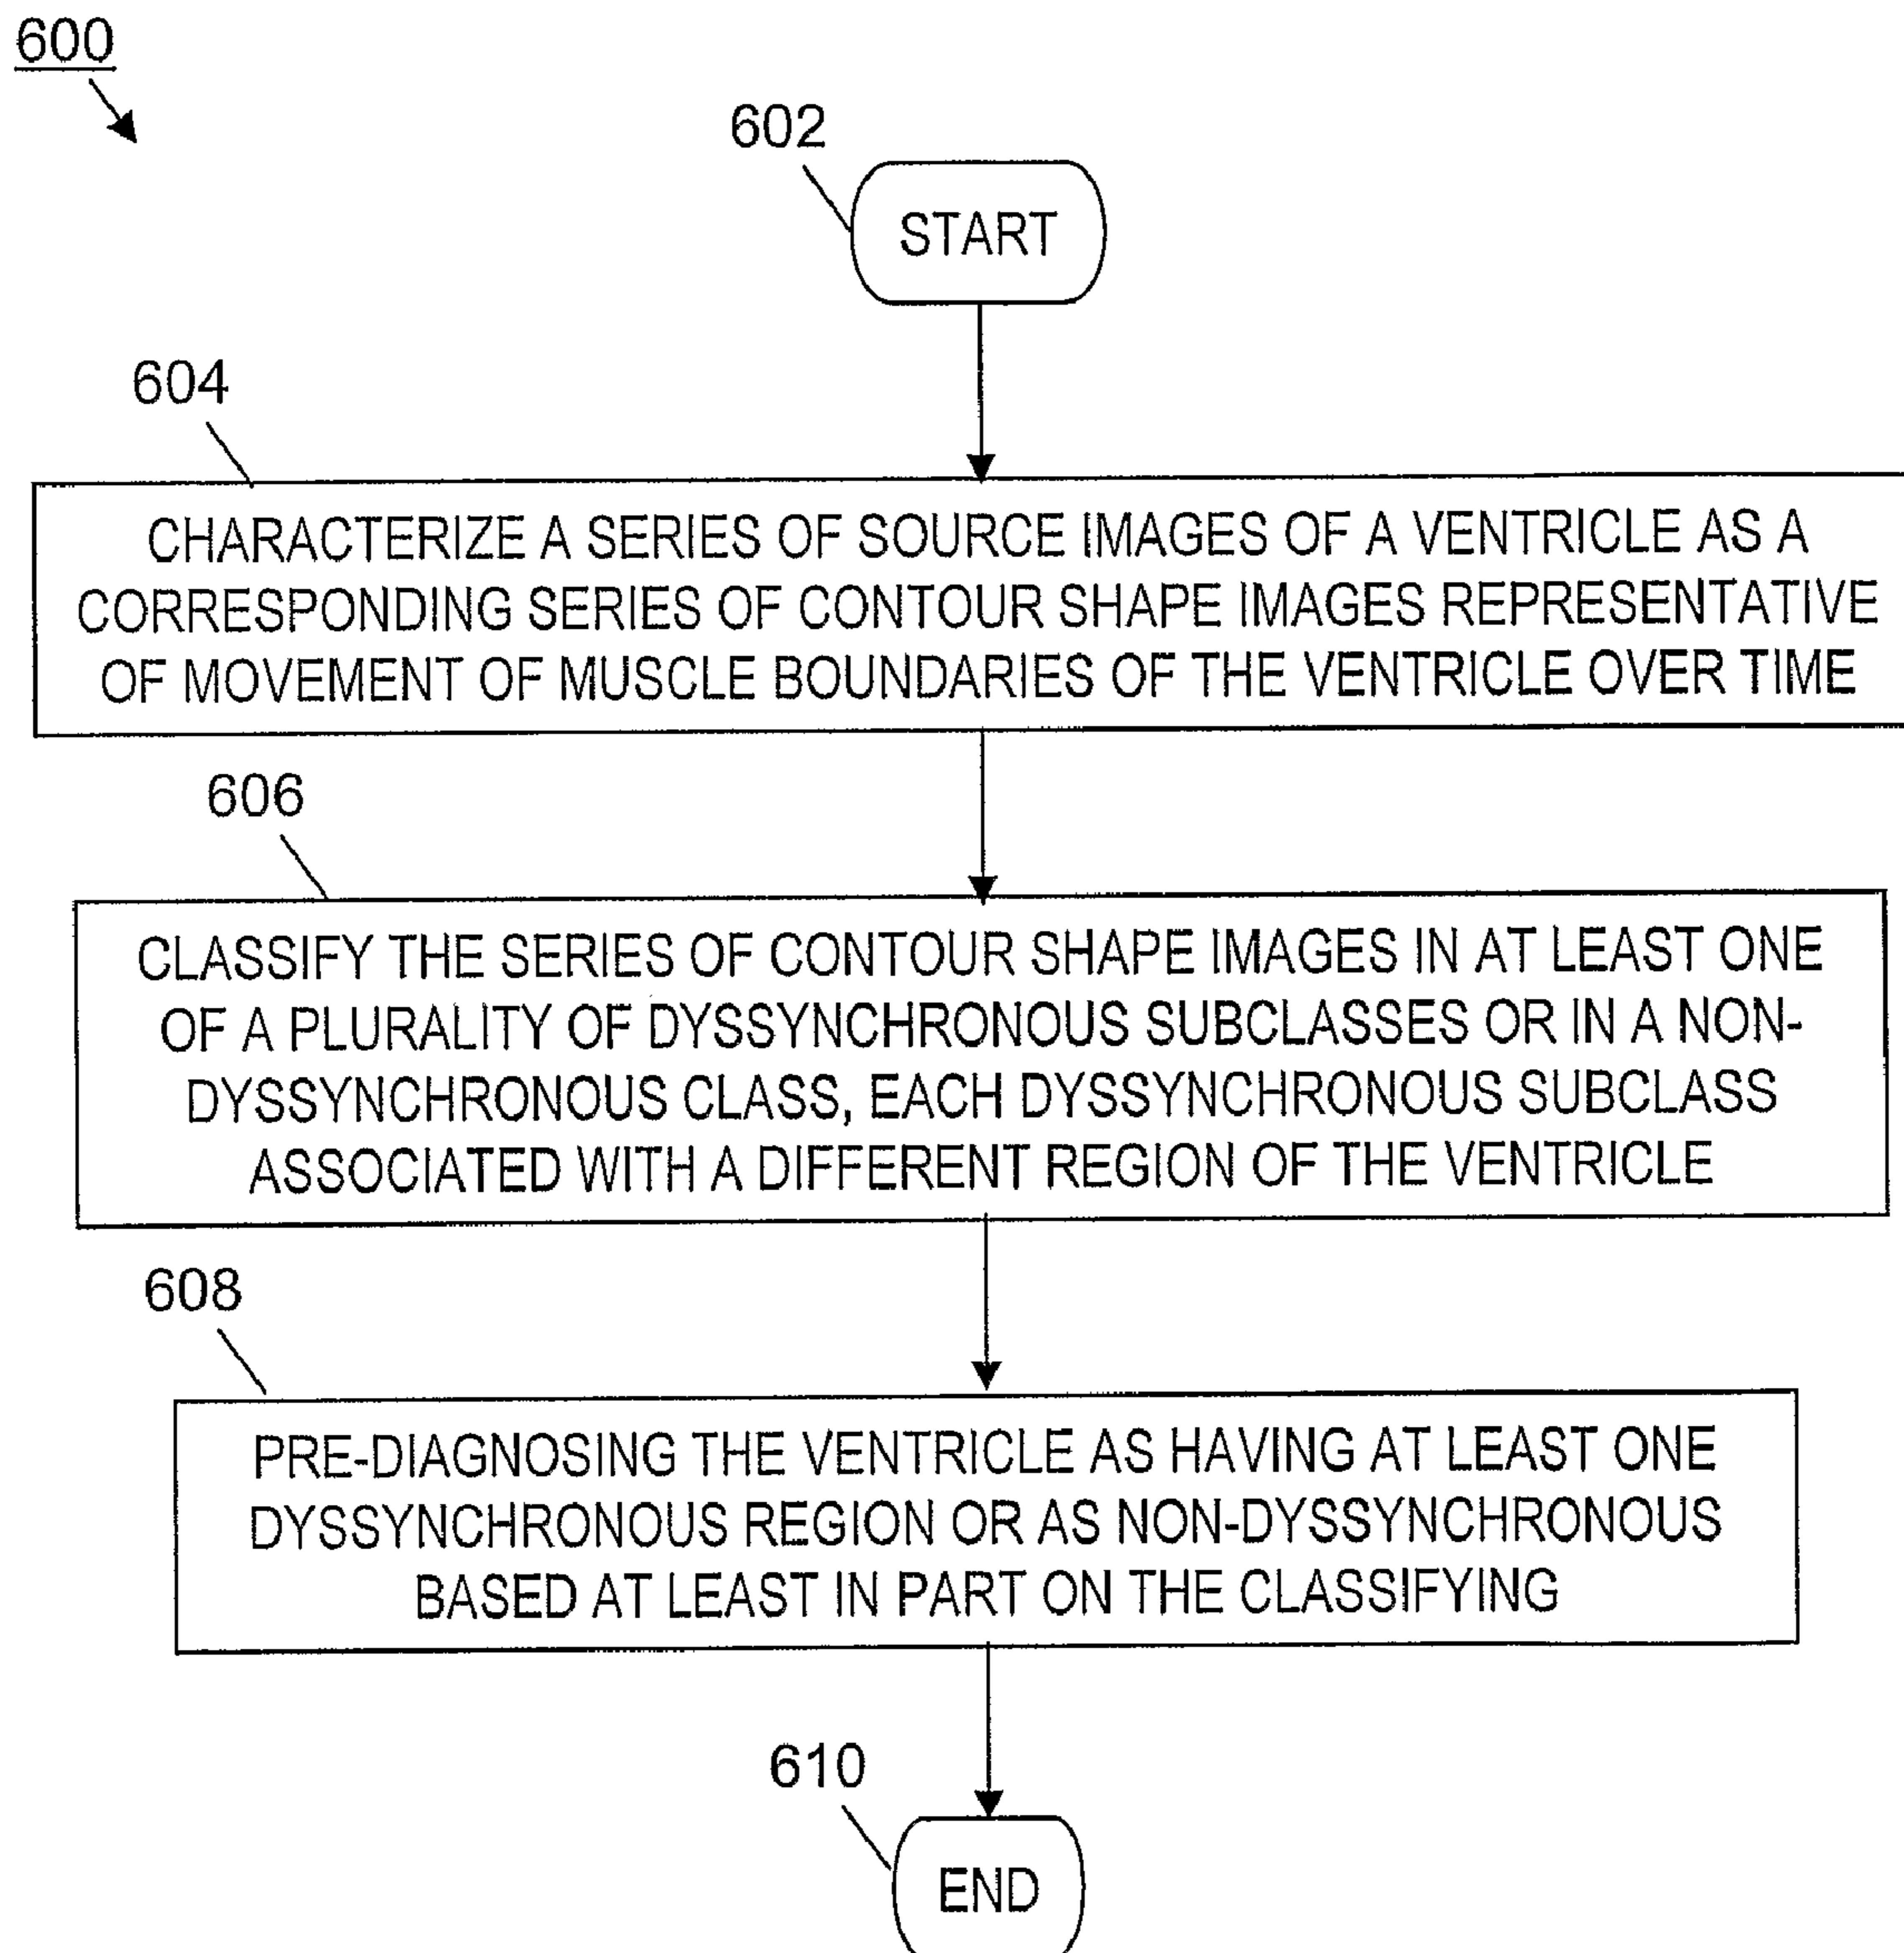 600
602
START
604
CHARACTERIZE A SERIES OF SOURCE IMAGES OF A VENTRICLE AS A
CORRESPONDING SERIES OF CONTOUR SHAPE IMAGES REPRESENTATIVE
OF MOVEMENT OF MUSCLE BOUNDARIES OF THE VENTRICLE OVER TIME
606
CLASSIFY THE SERIES OF CONTOUR SHAPE IMAGES IN AT LEAST ONE
OF A PLURALITY OF DYSSYNCHRONOUS SUBCLASSES OR IN A NON-
DYSSYNCHRONOUS CLASS, EACH DYSSYNCHRONOUS SUBCLASS
ASSOCIATED WITH A DIFFERENT REGION OF THE VENTRICLE
608
PRE-DIAGNOSING THE VENTRICLE AS HAVING AT LEAST ONE
DYSSYNCHRONOUS REGION OR AS NON-DYSSYNCHRONOUS
BASED AT LEAST IN PART ON THE CLASSIFYING
610
END